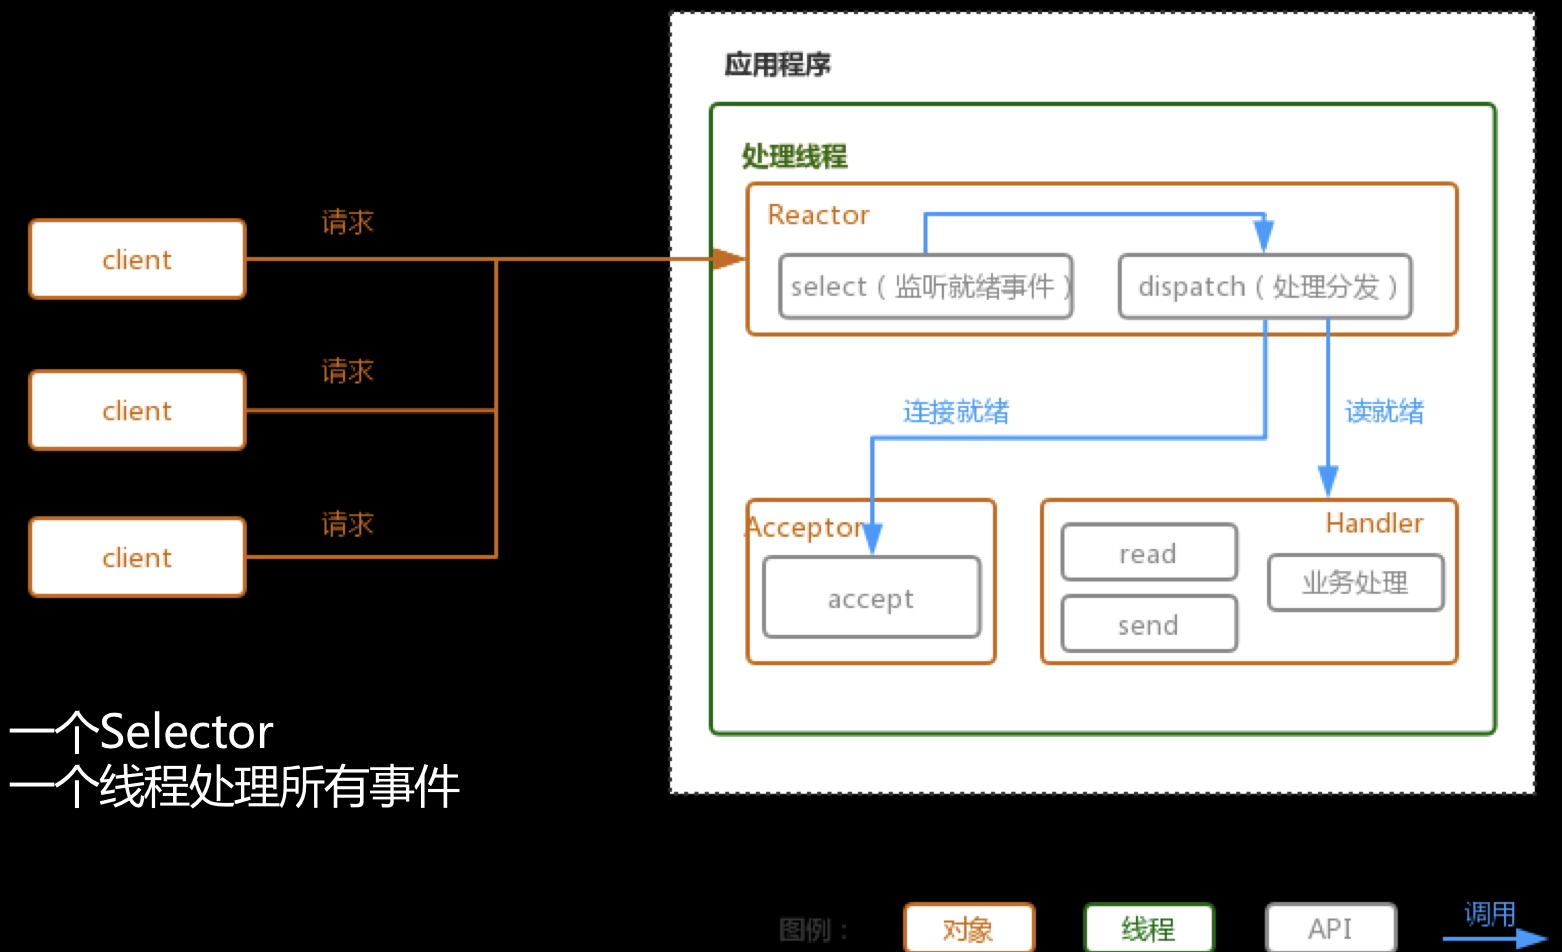 应用程序
处理线程
Reactor
select（监听就绪事件）
dispatch（处理分发）
请求
client
请求
client
请求
client
连接就绪
读就绪
Acceptor
accept
Handler
read
业务处理
send
一个Selector
一个线程处理所有事件
图例：
对象
线程
API
调用